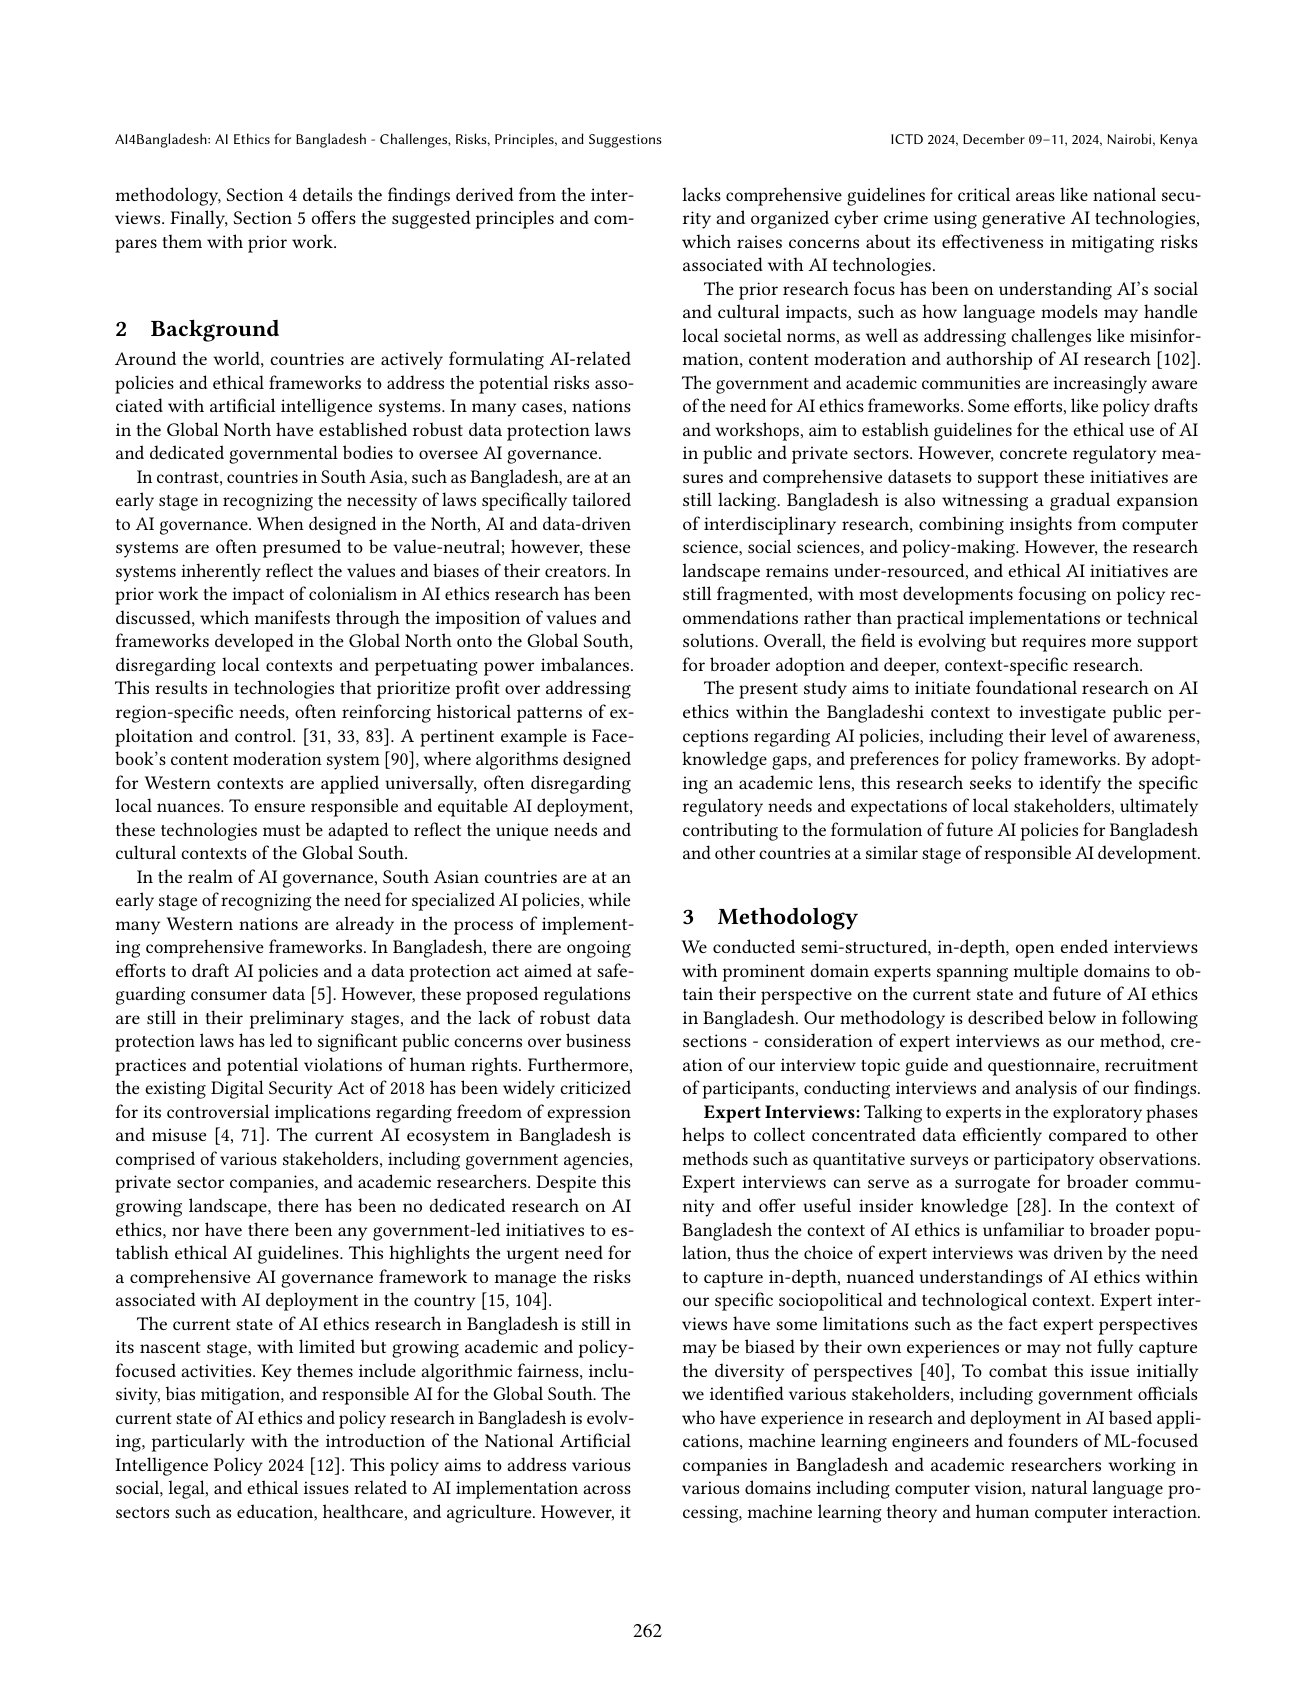 AI4Bangladesh: AI Ethics for Bangladesh - Challenges, Risks, Principles, and Suggestions
ICTD 2024, December 09–11, 2024, Nairobi, Kenya
methodology, Section 4 details the findings derived from the inter-
views. Finally, Section 5 offers the suggested principles and com-
pares them with prior work.
2 Background
Around the world, countries are actively formulating AI-related
policies and ethical frameworks to address the potential risks asso-
ciated with artificial intelligence systems. In many cases, nations
in the Global North have established robust data protection laws
and dedicated governmental bodies to oversee AI governance.
In contrast, countries in South Asia, such as Bangladesh, are at an
early stage in recognizing the necessity of laws specifically tailored
to AI governance. When designed in the North, AI and data-driven
systems are often presumed to be value-neutral; however, these
systems inherently reflect the values and biases of their creators. In
prior work the impact of colonialism in AI ethics research has been
discussed, which manifests through the imposition of values and
frameworks developed in the Global North onto the Global South,
disregarding local contexts and perpetuating power imbalances.
This results in technologies that prioritize profit over addressing
region-specific needs, often reinforcing historical patterns of ex-
ploitation and control. [31, 33, 83]. A pertinent example is Face-
book's content moderation system [90], where algorithms designed
for Western contexts are applied universally, often disregarding
local nuances. To ensure responsible and equitable AI deployment,
these technologies must be adapted to reflect the unique needs and
cultural contexts of the Global South.
In the realm of AI governance, South Asian countries are at an
early stage of recognizing the need for specialized AI policies, while
many Western nations are already in the process of implement-
ing comprehensive frameworks. In Bangladesh, there are ongoing
efforts to draft AI policies and a data protection act aimed at safe-
guarding consumer data [5]. However, these proposed regulations
are still in their preliminary stages, and the lack of robust data
protection laws has led to significant public concerns over business
practices and potential violations of human rights. Furthermore,
the existing Digital Security Act of 2018 has been widely criticized
for its controversial implications regarding freedom of expression
and misuse [4, 71]. The current AI ecosystem in Bangladesh is
comprised of various stakeholders, including government agencies,
private sector companies, and academic researchers. Despite this
growing landscape, there has been no dedicated research on AI
ethics, nor have there been any government-led initiatives to es-
tablish ethical AI guidelines. This highlights the urgent need for
a comprehensive AI governance framework to manage the risks
associated with AI deployment in the country [15, 104].
The current state of AI ethics research in Bangladesh is still in
its nascent stage, with limited but growing academic and policy-
focused activities. Key themes include algorithmic fairness, inclu-
sivity, bias mitigation, and responsible AI for the Global South. The
current state of AI ethics and policy research in Bangladesh is evolv-
ing, particularly with the introduction of the National Artificial
Intelligence Policy 2024 [12]. This policy aims to address various
social, legal, and ethical issues related to AI implementation across
sectors such as education, healthcare, and agriculture. However, it
lacks comprehensive guidelines for critical areas like national secu-
rity and organized cyber crime using generative AI technologies,
which raises concerns about its effectiveness in mitigating risks
associated with AI technologies.
The prior research focus has been on understanding AI's social
and cultural impacts, such as how language models may handle
local societal norms, as well as addressing challenges like misinfor-
mation, content moderation and authorship of AI research [102].
The government and academic communities are increasingly aware
of the need for AI ethics frameworks. Some efforts, like policy drafts
and workshops, aim to establish guidelines for the ethical use of AI
in public and private sectors. However, concrete regulatory mea-
sures and comprehensive datasets to support these initiatives are
still lacking. Bangladesh is also witnessing a gradual expansion
of interdisciplinary research, combining insights from computer
science, social sciences, and policy-making. However, the research
landscape remains under-resourced, and ethical AI initiatives are
still fragmented, with most developments focusing on policy rec-
ommendations rather than practical implementations or technical
solutions. Overall, the field is evolving but requires more support
for broader adoption and deeper, context-specific research.
The present study aims to initiate foundational research on AI
ethics within the Bangladeshi context to investigate public per-
ceptions regarding AI policies, including their level of awareness,
knowledge gaps, and preferences for policy frameworks. By adopt-
ing an academic lens, this research seeks to identify the specific
regulatory needs and expectations of local stakeholders, ultimately
contributing to the formulation of future AI policies for Bangladesh
and other countries at a similar stage of responsible AI development.
3 Methodology
We conducted semi-structured, in-depth, open ended interviews
with prominent domain experts spanning multiple domains to ob-
tain their perspective on the current state and future of AI ethics
in Bangladesh. Our methodology is described below in following
sections - consideration of expert interviews as our method, cre-
ation of our interview topic guide and questionnaire, recruitment
of participants, conducting interviews and analysis of our findings.
Expert Interviews: Talking to experts in the exploratory phases
helps to collect concentrated data efficiently compared to other
methods such as quantitative surveys or participatory observations.
Expert interviews can serve as a surrogate for broader commu-
nity and offer useful insider knowledge [28]. In the context of
Bangladesh the context of AI ethics is unfamiliar to broader popu-
lation, thus the choice of expert interviews was driven by the need
to capture in-depth, nuanced understandings of AI ethics within
our specific sociopolitical and technological context. Expert inter-
views have some limitations such as the fact expert perspectives
may be biased by their own experiences or may not fully capture
the diversity of perspectives [40], To combat this issue initially
we identified various stakeholders, including government officials
who have experience in research and deployment in AI based appli-
cations, machine learning engineers and founders of ML-focused
companies in Bangladesh and academic researchers working in
various domains including computer vision, natural language pro-
cessing, machine learning theory and human computer interaction.
262